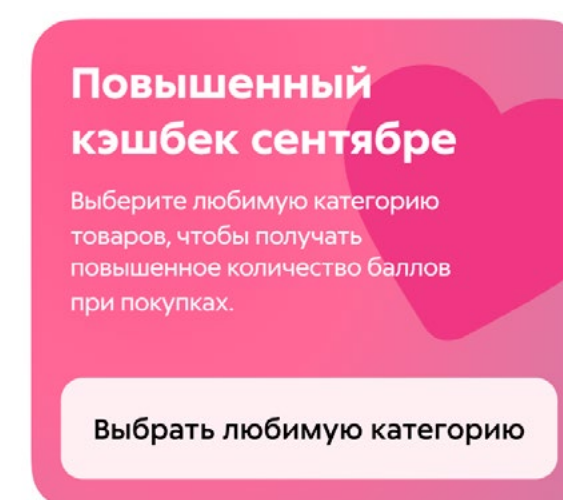 Повышенный
кэшбек сентябре
Выберите любимую категорию
товаров, чтобы получать
повышенное количество баллов
при покупках.
Выбрать любимую категорию